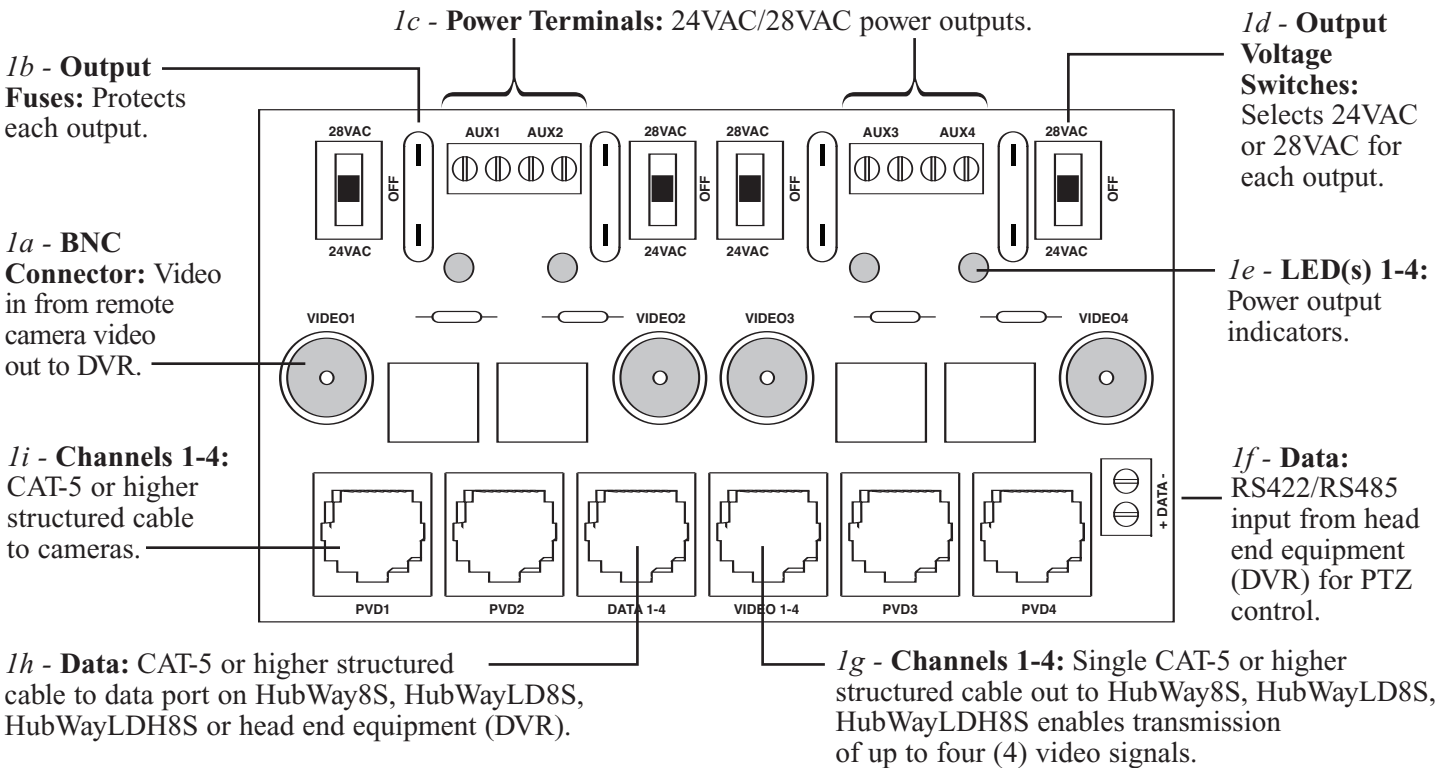 1c - Power Terminals: 24VAC/28VAC power outputs.
1d - Output
Voltage
Switches:
Selects 24VAC
or 28VAC for
each output.
1b - Output
Fuses: Protects
each output.
28VAC
AUX1
AUX2
28VAC
28VAC
AUX3
AUX4
28VAC
OFF
OFF
OFF
OFF
24VAC
24VAC
24VAC
24VAC
1a - BNC
Connector: Video
in from remote
camera video
out to DVR.
1e - LED(s) 1-4:
Power output
indicators.
VIDEO1
VIDEO2
VIDEO3
VIDEO4
1i - Channels 1-4:
CAT-5 or higher
structured cable
to cameras.
1f - Data:
RS422/RS485
input from head
end equipment
(DVR) for PTZ
control.
+ DATA -
PVD1
PVD2
DATA 1-4
VIDEO 1-4
PVD3
PVD4
1h - Data: CAT-5 or higher structured
cable to data port on HubWay8S, HubWayLD8S,
HubWayLDH8S or head end equipment (DVR).
1g - Channels 1-4: Single CAT-5 or higher
structured cable out to HubWay8S, HubWayLD8S,
HubWayLDH8S enables transmission
of up to four (4) video signals.